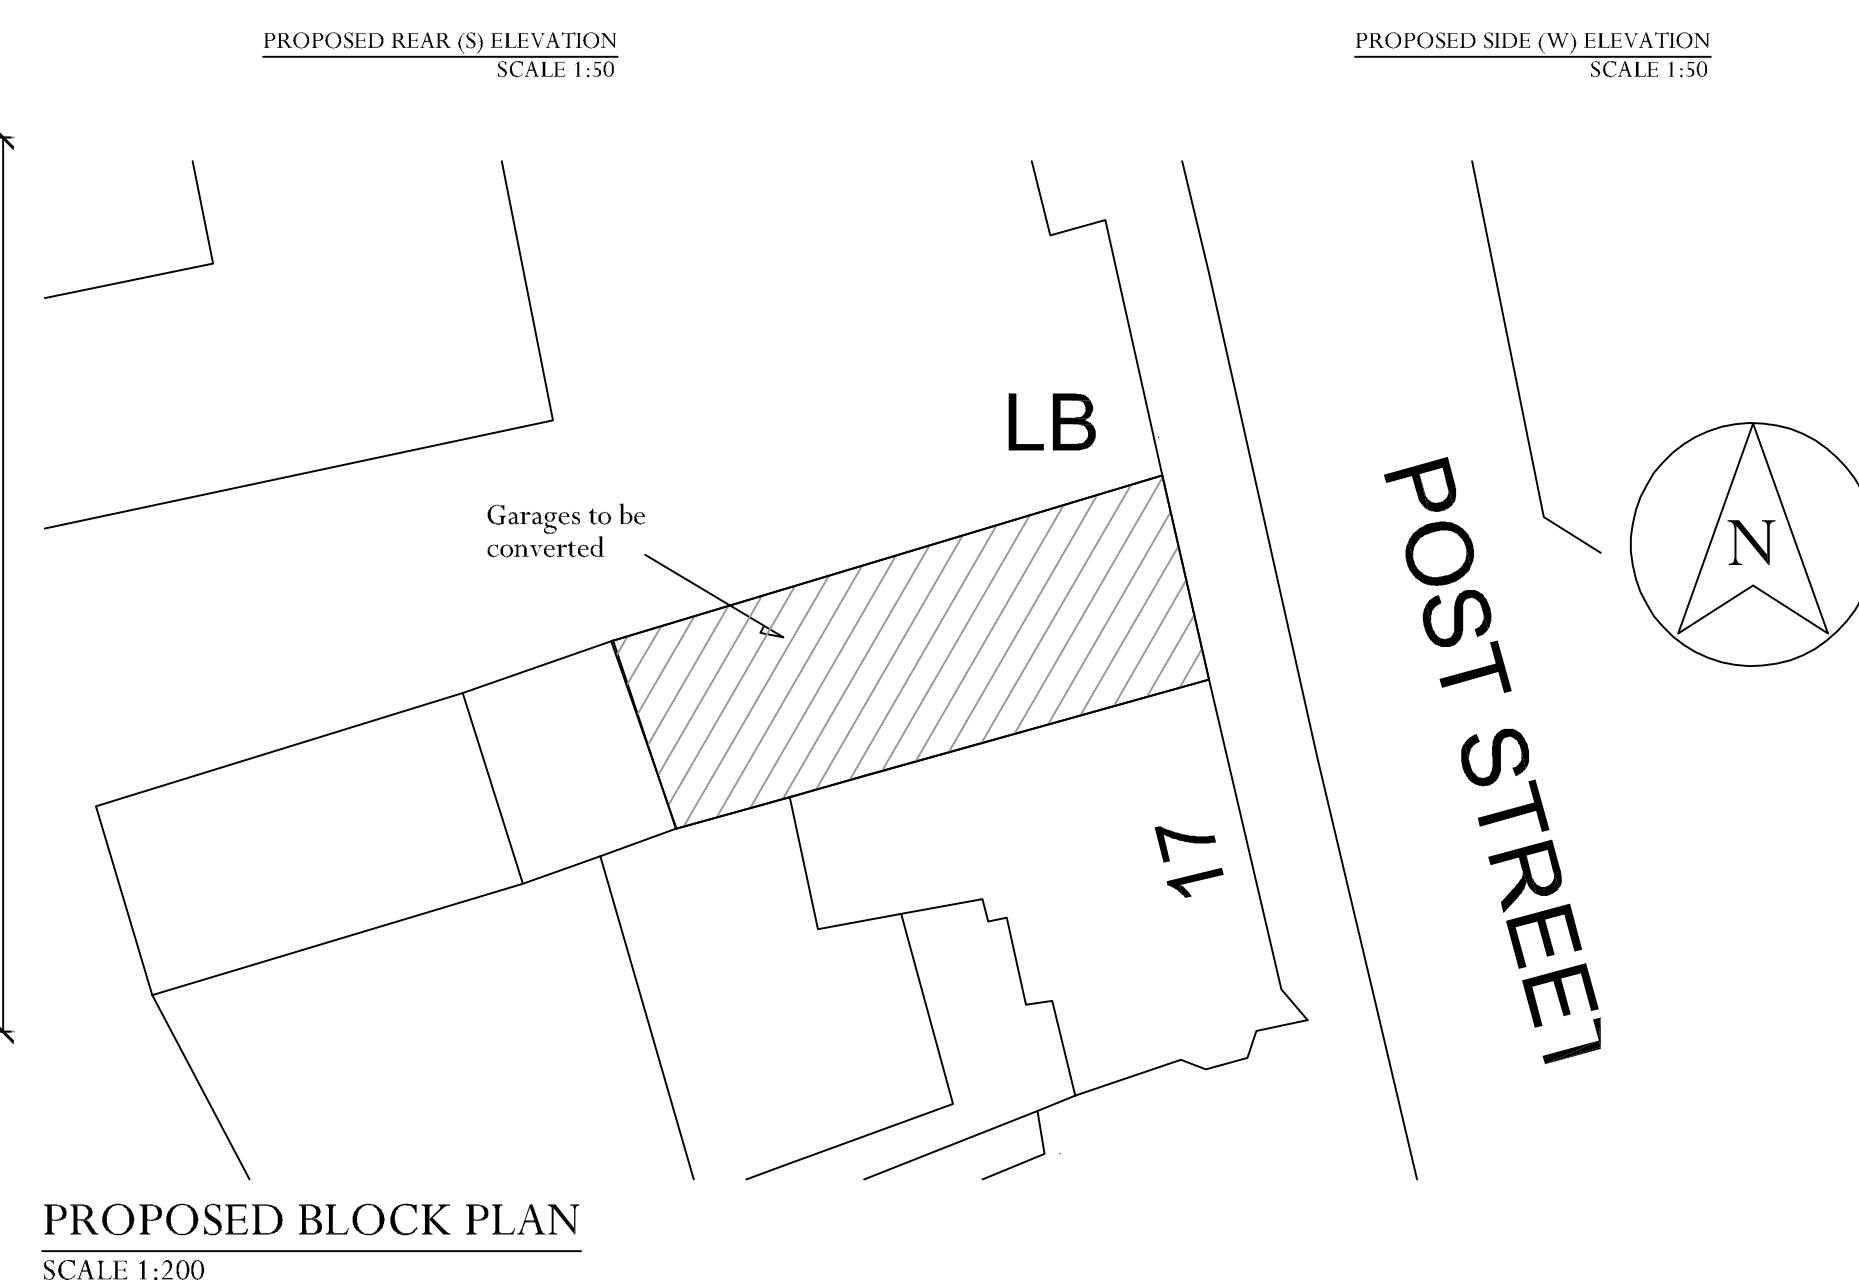 PROPOSED REAR (S) ELEVATION
SCALE 1:50
PROPOSED SIDE (W) ELEVATION
SCALE 1:50
LB
Garages to be
converted
POST STREET
N
17
PROPOSED BLOCK PLAN
SCALE 1:200